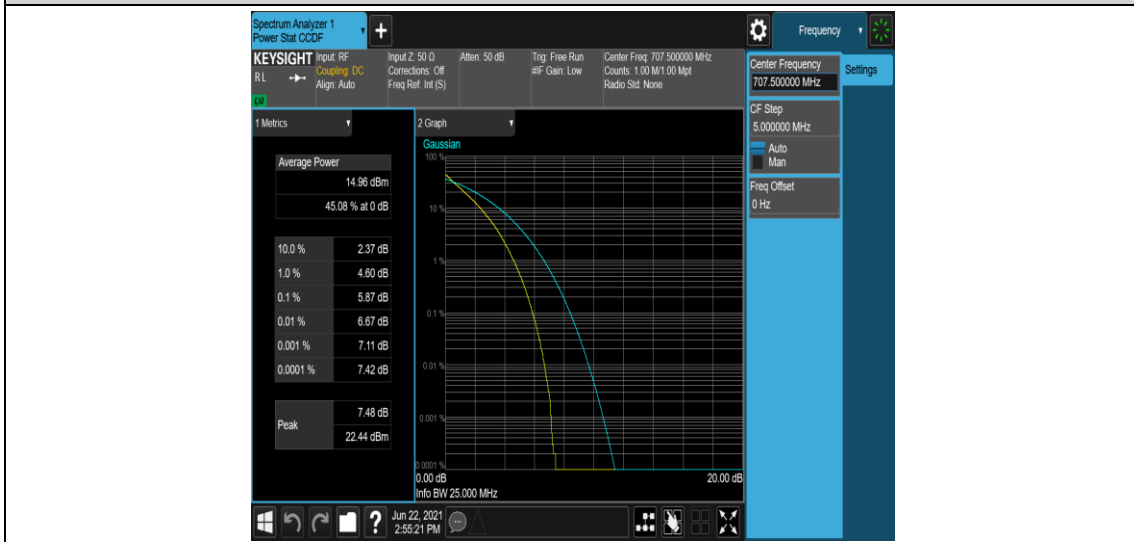 Spectrum Analyzer 1
Power Stat CCDF
+
Frequency
KEYSIGHT
RL
LXI
Input: RF
Coupling: DC
Align: Auto
Input Z: 50 Ω
Corrections: Off
Freq Ref: Int (S)
Atten: 50 dB
Trig: Free Run
#IF Gain: Low
Center Freq: 707.500000 MHz
Counts: 1.00 M/1.00 Mpt
Radio Std: None
Center Frequency
707.500000 MHz
Settings
CF Step
5.000000 MHz
Auto
Man
Freq Offset
0 Hz
1 Metrics
Average Power
14.96 dBm
45.08 % at 0 dB
10.0 % 2.37 dB
1.0 % 4.60 dB
0.1 % 5.87 dB
0.01 % 6.67 dB
0.001 % 7.11 dB
0.0001 % 7.42 dB
Peak
7.48 dB
22.44 dBm
2 Graph
Gaussian
100 %
10 %
1 %
0.1 %
0.01 %
0.001 %
0.0001 %
0.00 dB 20.00 dB
Info BW 25.000 MHz
?
Jun 22, 2021
2:55:21 PM